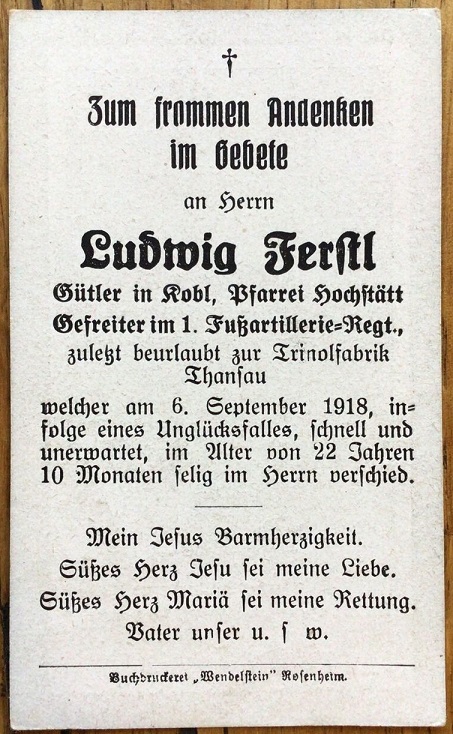 †
Zum frommen Andenken
im Gebete
an Herrn
Ludwig Ferstl
Gütler in Kobl, Pfarrei Hochstätt
Gefreiter im 1. Fußartillerie-Regt.,
zuletzt beurlaubt zur Trinolfabrik
Thansau
welcher am 6. September 1918, in-
folge eines Unglücksfalles, schnell und
unerwartet, im Alter von 22 Jahren
10 Monaten selig im Herrn verschied.
Mein Jesus Barmherzigkeit.
Süßes Herz Jesu sei meine Liebe.
Süßes Herz Mariä sei meine Rettung.
Vater unser u. s w.
Buchdruckerei „Wendelstein" Rosenheim.